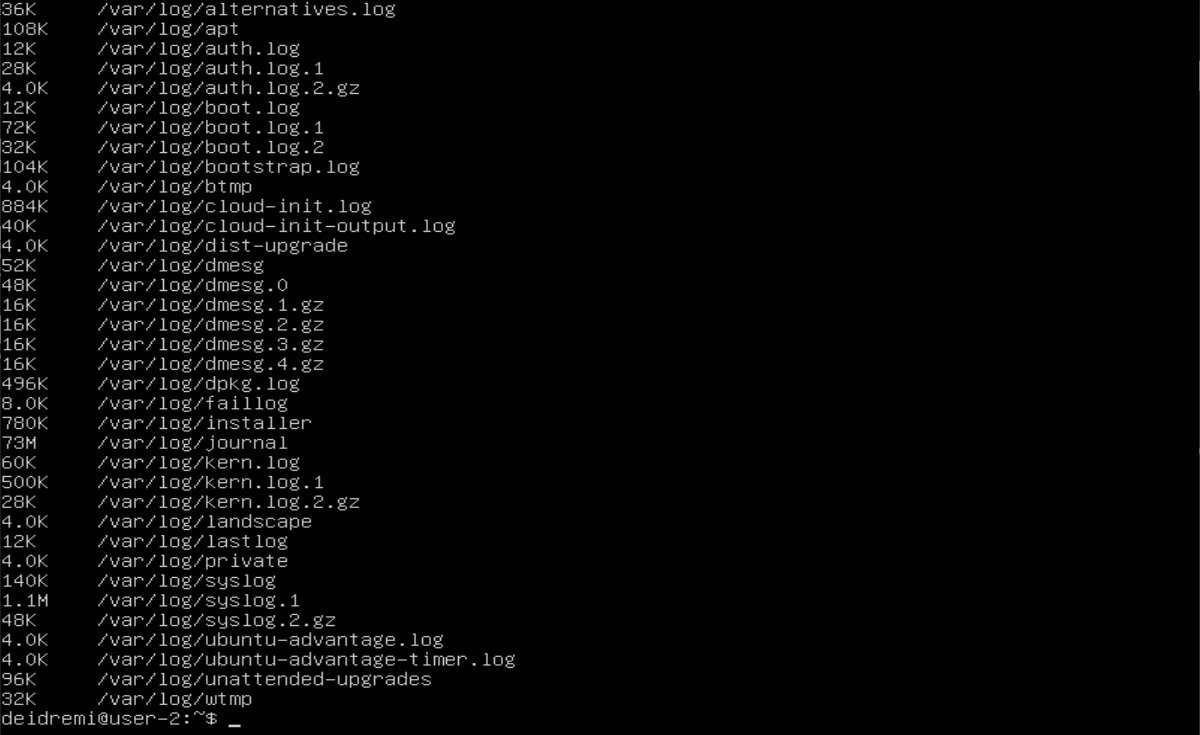 36K     /var/log/alternatives.log
108K    /var/log/apt
12K     /var/log/auth.log
28K     /var/log/auth.log.1
4.0K    /var/log/auth.log.2.gz
12K     /var/log/boot.log
72K     /var/log/boot.log.1
32K     /var/log/boot.log.2
104K    /var/log/bootstrap.log
4.0K    /var/log/btmp
884K    /var/log/cloud-init.log
40K     /var/log/cloud-init-output.log
4.0K    /var/log/dist-upgrade
52K     /var/log/dmesg
48K     /var/log/dmesg.0
16K     /var/log/dmesg.1.gz
16K     /var/log/dmesg.2.gz
16K     /var/log/dmesg.3.gz
16K     /var/log/dmesg.4.gz
496K    /var/log/dpkg.log
8.0K    /var/log/faillog
780K    /var/log/installer
73M     /var/log/journal
60K     /var/log/kern.log
500K    /var/log/kern.log.1
28K     /var/log/kern.log.2.gz
4.0K    /var/log/landscape
12K     /var/log/lastlog
4.0K    /var/log/private
140K    /var/log/syslog
1.1M    /var/log/syslog.1
48K     /var/log/syslog.2.gz
4.0K    /var/log/ubuntu-advantage.log
4.0K    /var/log/ubuntu-advantage-timer.log
96K     /var/log/unattended-upgrades
32K     /var/log/wtmp
deidremi@user-2:~$ _